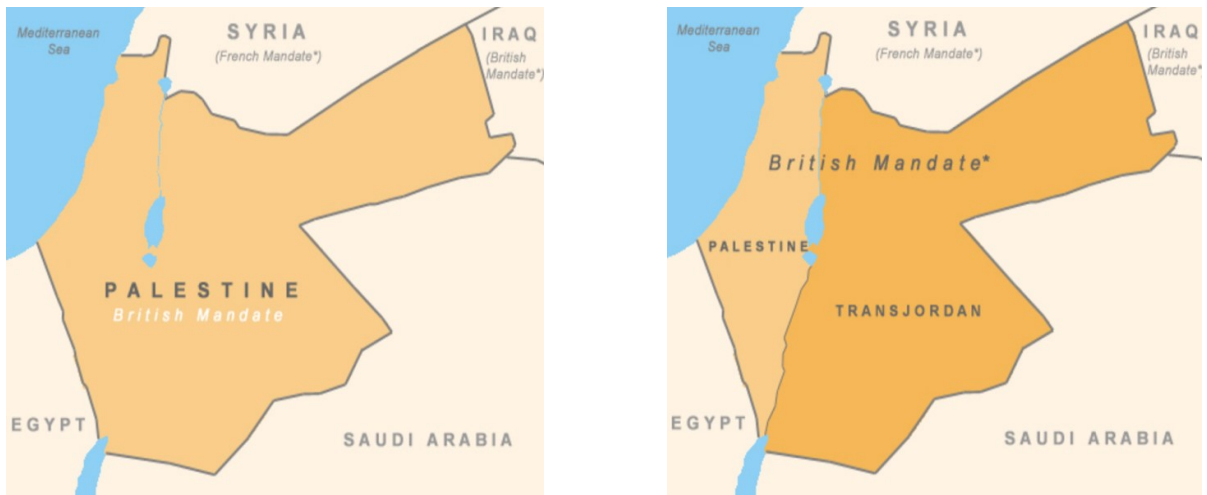 Mediterranean
Sea
SYRIA
(French Mandate*)
IRAQ
(British
Mandate*)
PALESTINE
British Mandate
EGYPT
SAUDI ARABIA
Mediterranean
Sea
SYRIA
(French Mandate*)
IRAQ
(British
Mandate*
British Mandate*
PALESTINE
TRANSJORDAN
EGYPT
SAUDI ARABIA